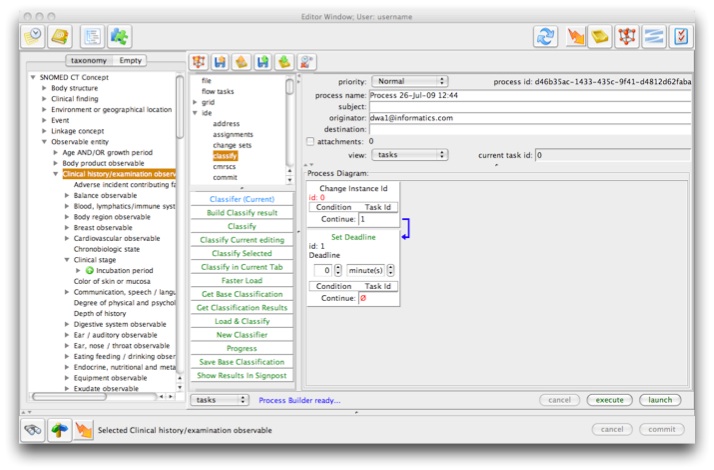 Editor Window; User: username
taxonomy Empty
SNOMED CT Concept
Body structure
Clinical finding
Environment or geographical location
Event
Linkage concept
Observable entity
Age AND/OR growth period
Body product observable
Clinical history/examination observ
Adverse incident contributing fa
Balance observable
Blood, lymphatics/immune syst
Body region observable
Breast observable
Cardiovascular observable
Chronobiologic state
Clinical stage
Incubation period
Color of skin or mucosa
Communication, speech / langu
Degree of physical and psychol
Depth of history
Digestive system observable
Ear / auditory observable
Ear, nose / throat observable
Eating feeding / drinking obser
Endocrine, nutritional and meta
Equipment observable
Exudate observable
file
flow tasks
grid
ide
address
assignments
change sets
classify
cmrscs
commit
Classifer (Current)
Build Classify result
Classify
Classify Current editing
Classify Selected
Classify in Current Tab
Faster Load
Get Base Classification
Get Classification Results
Load & Classify
New Classifier
Progress
Save Base Classification
Show Results In Signpost
priority: Normal process id: d46b35ac-1433-435c-9f41-d4812d62faba
process name: Process 26-Jul-09 12:44
subject:
originator: dwa1@informatics.com
destination:
attachments: 0
view: tasks current task id: 0
Process Diagram:
Change Instance Id
id: 0
Condition Task Id
Continue: 1
Set Deadline
id: 1
Deadline
0 minute(s)
Condition Task Id
Continue: Ø
tasks Process Builder ready... cancel execute launch
Selected Clinical history/examination observable cancel commit